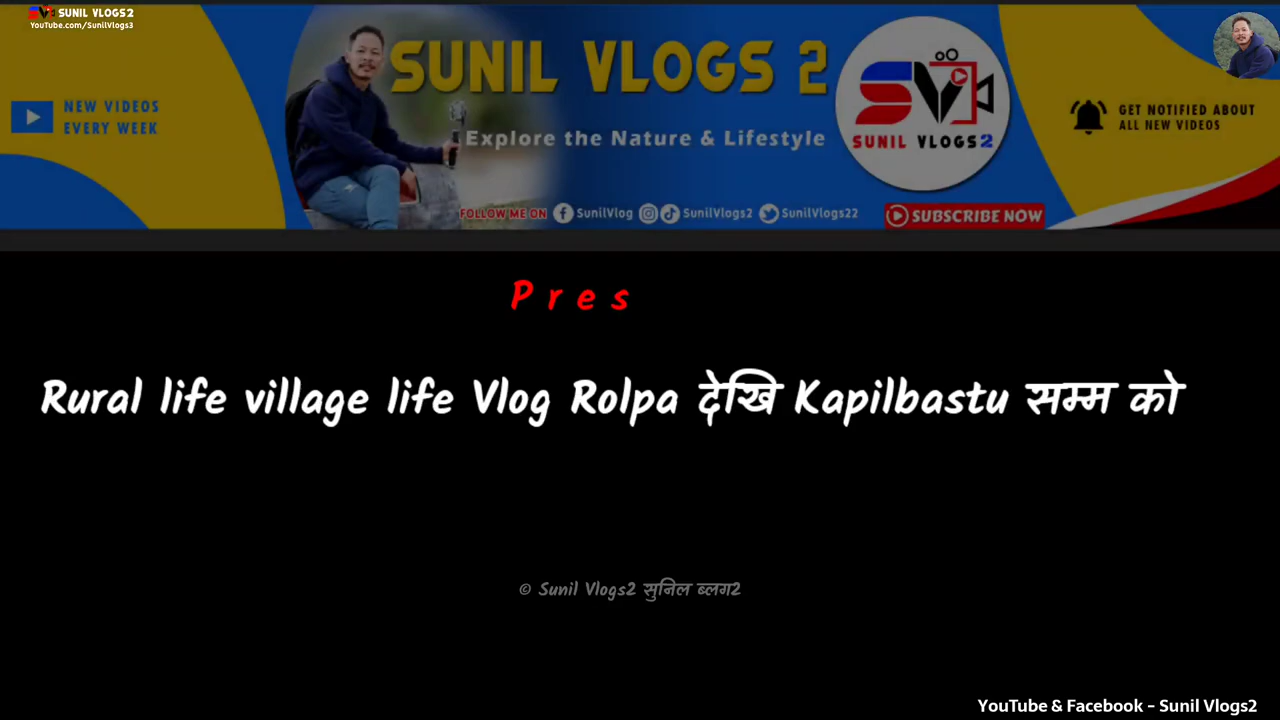 SV SUNIL VLOGS2
YouTube.com/SunilVlogs3
NEW VIDEOS
EVERY WEEK
SUNIL VLOGS 2
Explore the Nature & Lifestyle
FOLLOW ME ON SunilVlog SunilVlogs2 SunilVlogs22
SV
SUNIL VLOGS2
SUBSCRIBE NOW
GET NOTIFIED ABOUT
ALL NEW VIDEOS
P r e s
Rural life village life Vlog Rolpa देखि Kapilbastu सम्म को
© Sunil Vlogs2 सुनिल ब्लग2
YouTube & Facebook - Sunil Vlogs2